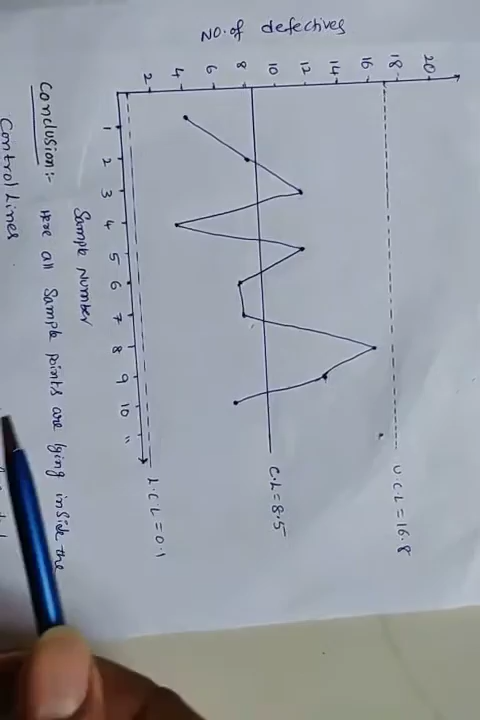 NO. of defectives
20
18
16
14
12
10
8
6
4
2
U.C.L = 16.8
C.L = 8.5
L.C.L = 0.1
1 2 3 4 5 6 7 8 9 10 11
Sample Number
Conclusion:- Here all Sample points are lying inside the
Control Lines